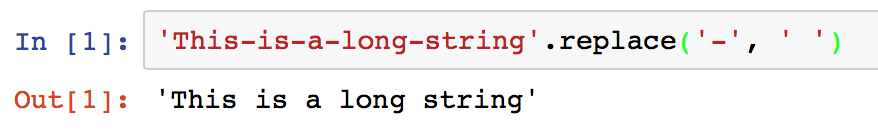 In [1]: 'This-is-a-long-string'.replace('-', ' ')
Out[1]: 'This is a long string'